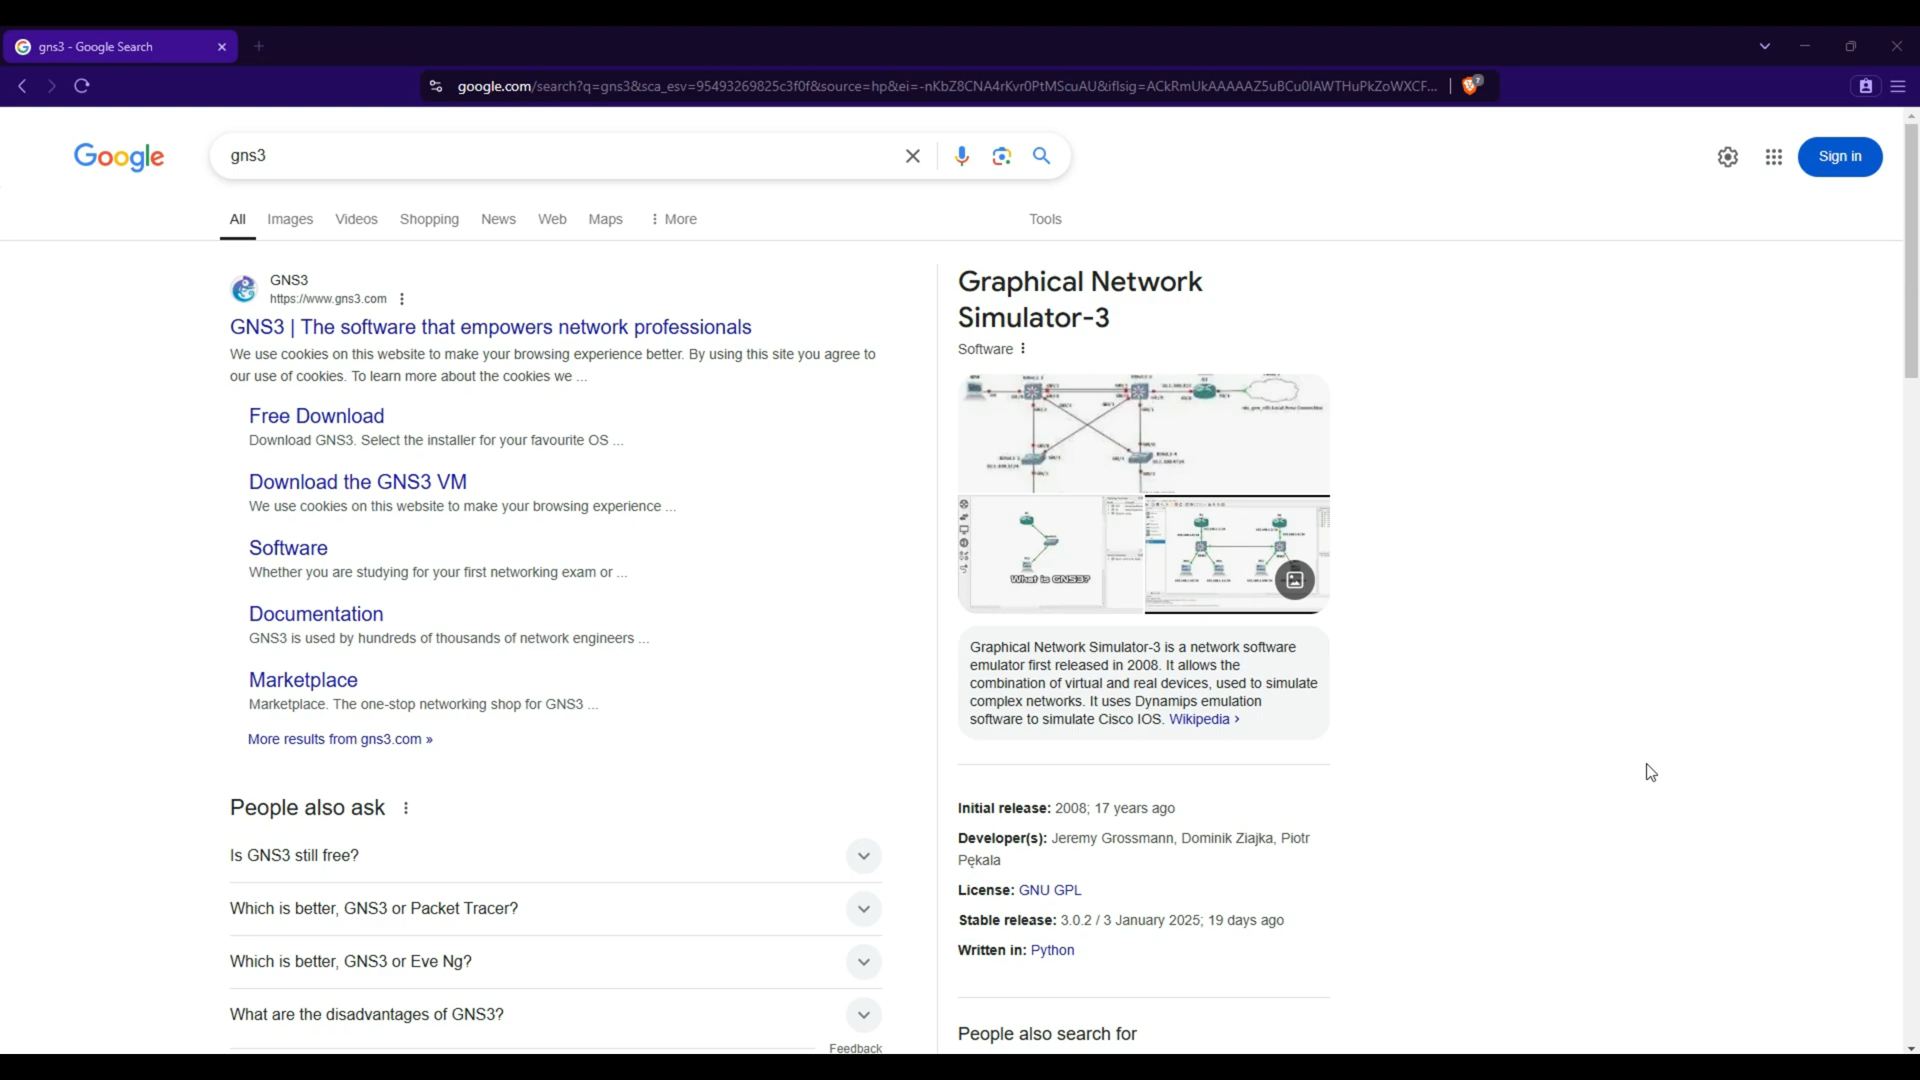 gns3 - Google Search
google.com/search?q=gns3&sca_esv=95493269825c3f0f&source=hp&ei=-nKbZ8CNA4rKvr0PtMScuAU&iflsig=ACkRmUkAAAAAZ5uBCu0IAWTHuPkZoWXCF...
7
Google
gns3
Sign in
All Images Videos Shopping News Web Maps More Tools
GNS3
https://www.gns3.com
GNS3 | The software that empowers network professionals
We use cookies on this website to make your browsing experience better. By using this site you agree to
our use of cookies. To learn more about the cookies we ...
Free Download
Download GNS3. Select the installer for your favourite OS ...
Download the GNS3 VM
We use cookies on this website to make your browsing experience ...
Software
Whether you are studying for your first networking exam or ...
Documentation
GNS3 is used by hundreds of thousands of network engineers ...
Marketplace
Marketplace. The one-stop networking shop for GNS3 ...
More results from gns3.com »
People also ask
Is GNS3 still free?
Which is better, GNS3 or Packet Tracer?
Which is better, GNS3 or Eve Ng?
What are the disadvantages of GNS3?
Feedback
Graphical Network
Simulator-3
Software
What is GNS3?
Graphical Network Simulator-3 is a network software
emulator first released in 2008. It allows the
combination of virtual and real devices, used to simulate
complex networks. It uses Dynamips emulation
software to simulate Cisco IOS. Wikipedia ›
Initial release: 2008; 17 years ago
Developer(s): Jeremy Grossmann, Dominik Ziajka, Piotr
Pękala
License: GNU GPL
Stable release: 3.0.2 / 3 January 2025; 19 days ago
Written in: Python
People also search for